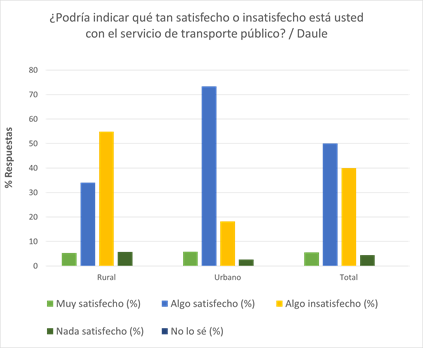 ¿Podría indicar qué tan satisfecho o insatisfecho está usted
con el servicio de transporte público? / Daule
% Respuestas
80
70
60
50
40
30
20
10
0
Rural Urbano Total
Muy satisfecho (%) Algo satisfecho (%) Algo insatisfecho (%)
Nada satisfecho (%) No lo sé (%)